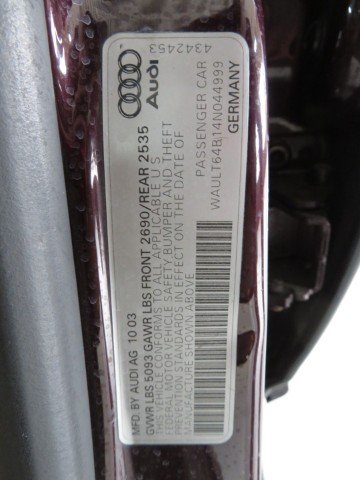 MFD. BY AUDI AG 10 03
GVWR LBS 5093 GAWR LBS FRONT 2690/REAR 2535
THIS VEHICLE CONFORMS TO ALL APPLICABLE U S
FEDERAL MOTOR VEHICLE, SAFETY BUMPER AND THEFT
PREVENTION STANDARDS IN EFFECT ON THE DATE OF
MANUFACTURE SHOWN ABOVE
Audi
4342453
PASSENGER CAR
WAULT64B14N044999
GERMANY